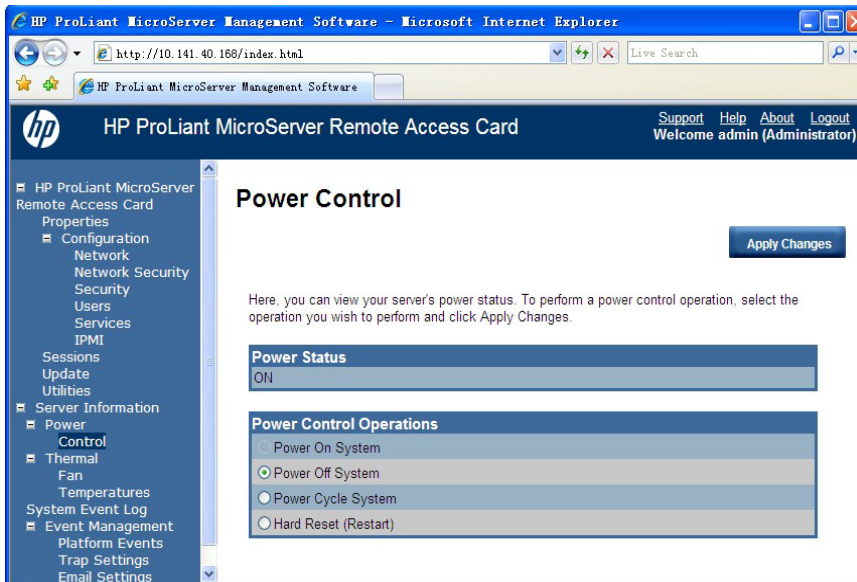 HP ProLiant MicroServer Management Software - Microsoft Internet Explorer
http://10.141.40.168/index.html
Live Search
HP ProLiant MicroServer Management Software
hp
HP ProLiant MicroServer Remote Access Card
Support Help About Logout
Welcome admin (Administrator)
HP ProLiant MicroServer
Remote Access Card
Properties
Configuration
Network
Network Security
Security
Users
Services
IPMI
Sessions
Update
Utilities
Server Information
Power
Control
Thermal
Fan
Temperatures
System Event Log
Event Management
Platform Events
Trap Settings
Email Settings
Power Control
Apply Changes
Here, you can view your server's power status. To perform a power control operation, select the
operation you wish to perform and click Apply Changes.
Power Status
ON
Power Control Operations
Power On System
Power Off System
Power Cycle System
Hard Reset (Restart)